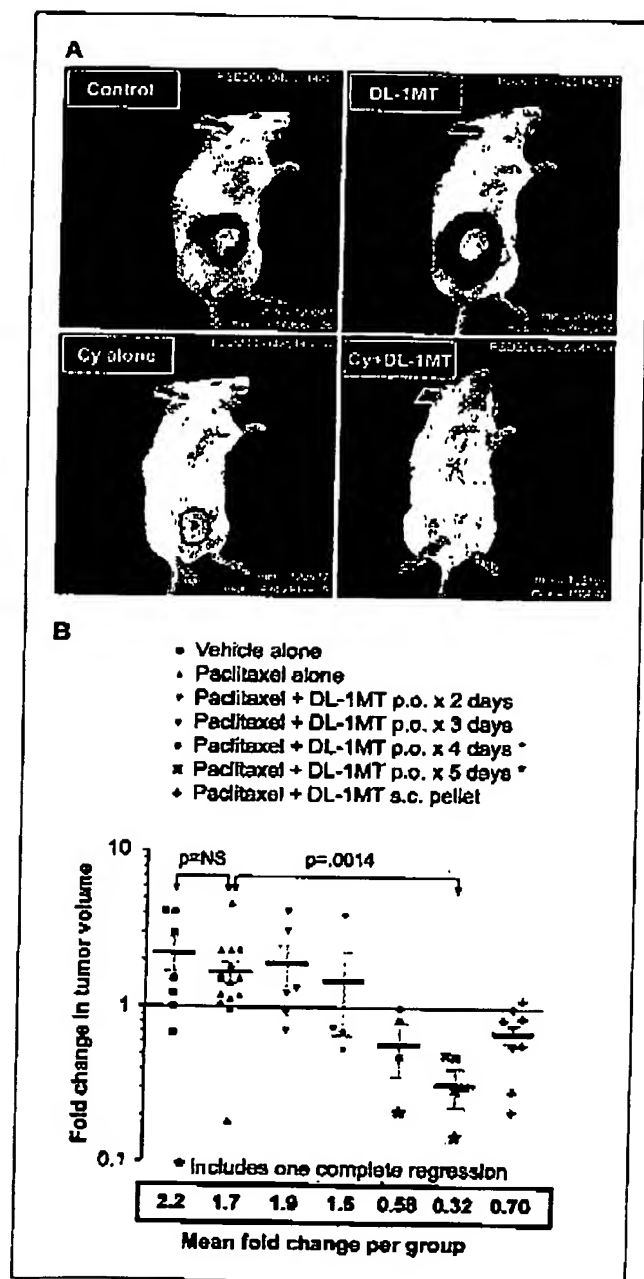 A
Control
DL-1MT
Cy alone
Cy+DL-1MT
B
Vehicle alone
Paclitaxel alone
Paclitaxel + DL-1MT p.o. x 2 days
Paclitaxel + DL-1MT p.o. x 3 days
Paclitaxel + DL-1MT p.o. x 4 days *
Paclitaxel + DL-1MT p.o. x 5 days *
Paclitaxel + DL-1MT s.c. pellet
10
p=NS
p=.0014
Fold change in tumor volume
1
0.1
* Includes one complete regression
2.2 1.7 1.9 1.5 0.58 0.32 0.70
Mean fold change per group